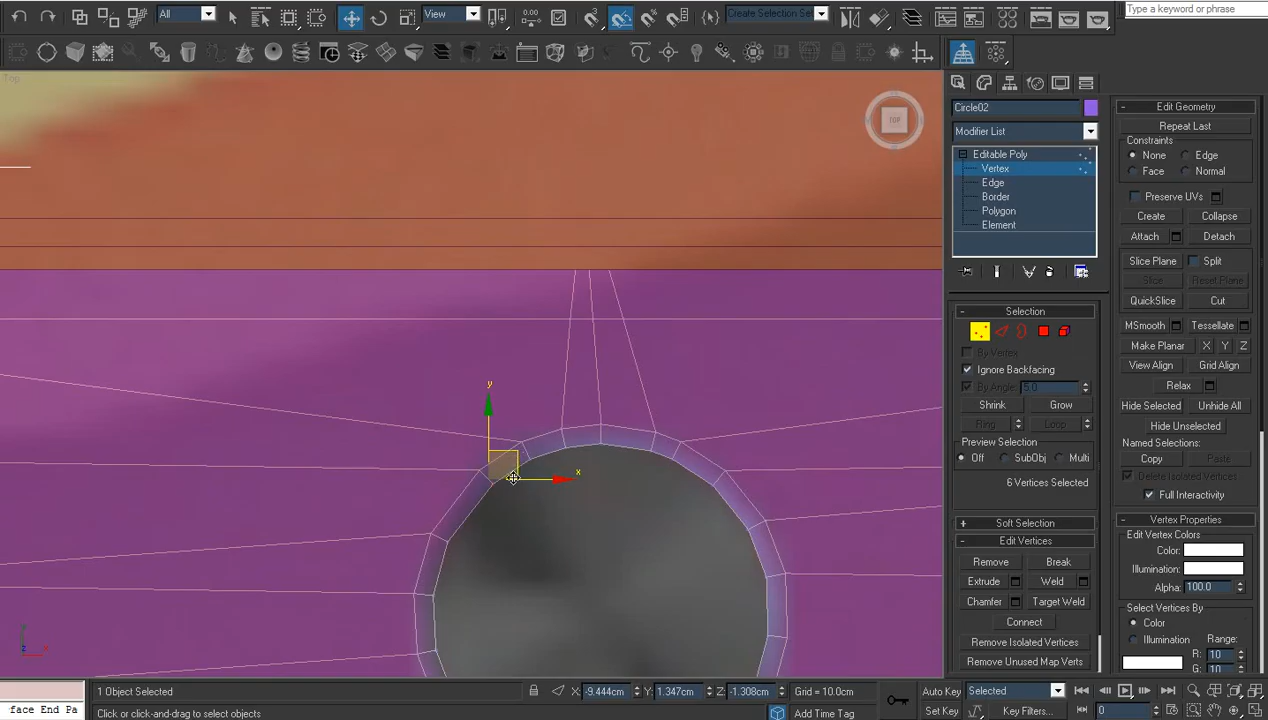 All
View
Create Selection Set
Type a keyword or phrase
Top
TOP
y
x
Circle02
Modifier List
Editable Poly
Vertex
Edge
Border
Polygon
Element
Selection
By Vertex
Ignore Backfacing
By Angle: 5.0
Shrink Grow
Ring Loop
Preview Selection
Off SubObj Multi
6 Vertices Selected
Soft Selection
Edit Vertices
Remove Break
Extrude Weld
Chamfer Target Weld
Connect
Remove Isolated Vertices
Remove Unused Map Verts
Edit Geometry
Repeat Last
Constraints
None Edge
Face Normal
Preserve UVs
Create Collapse
Attach Detach
Slice Plane Split
Slice Reset Plane
QuickSlice Cut
MSmooth Tessellate
Make Planar X Y Z
View Align Grid Align
Relax
Hide Selected Unhide All
Hide Unselected
Named Selections:
Copy Paste
Delete Isolated Vertices
Full Interactivity
Vertex Properties
Edit Vertex Colors
Color:
Illumination:
Alpha: 100.0
Select Vertices By
Color
Illumination Range:
R: 10
G: 10
1 Object Selected X: -9.444cm Y: 1.347cm Z: -1.308cm Grid = 10.0cm Auto Key Selected
face End Pa Click or click-and-drag to select objects Add Time Tag Set Key Key Filters... 0